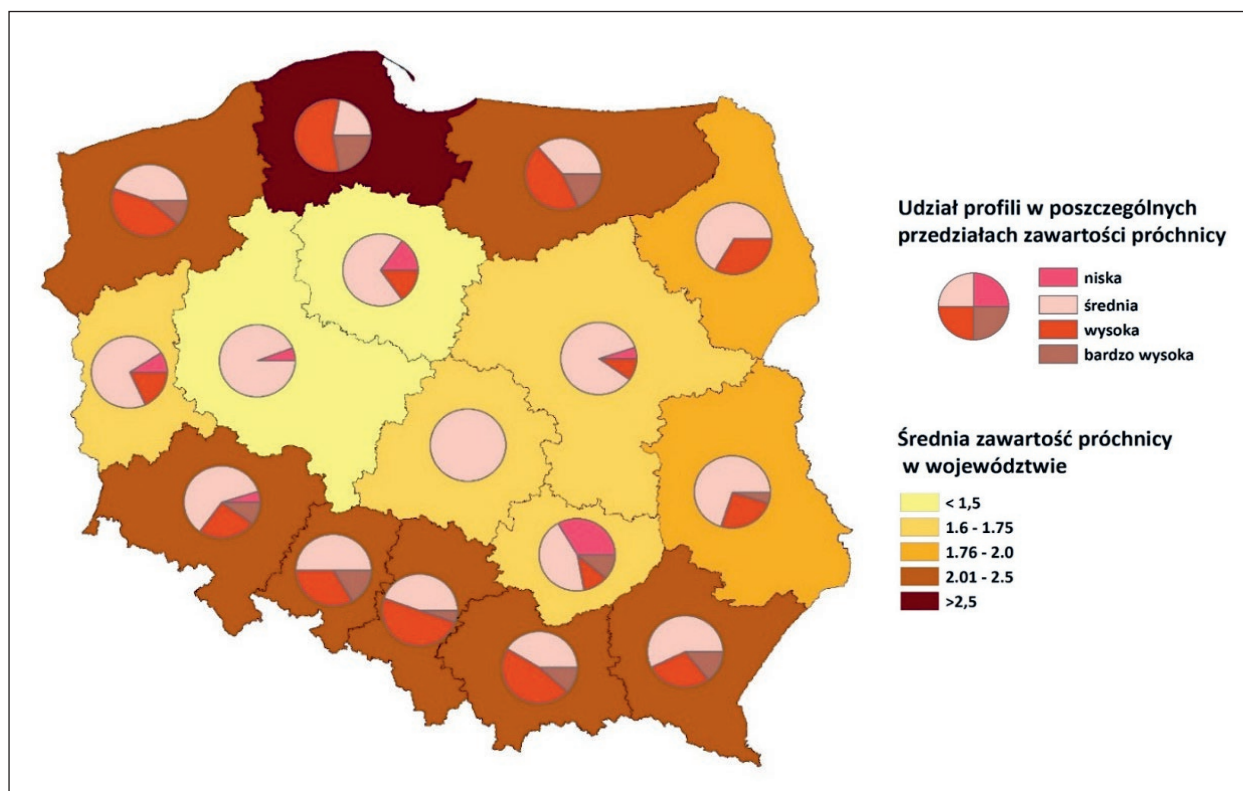 Udział profili w poszczególnych
przedziałach zawartości próchnicy
niska
średnia
wysoka
bardzo wysoka
Średnia zawartość próchnicy
w województwie
< 1,5
1.6 - 1.75
1.76 - 2.0
2.01 - 2.5
>2,5